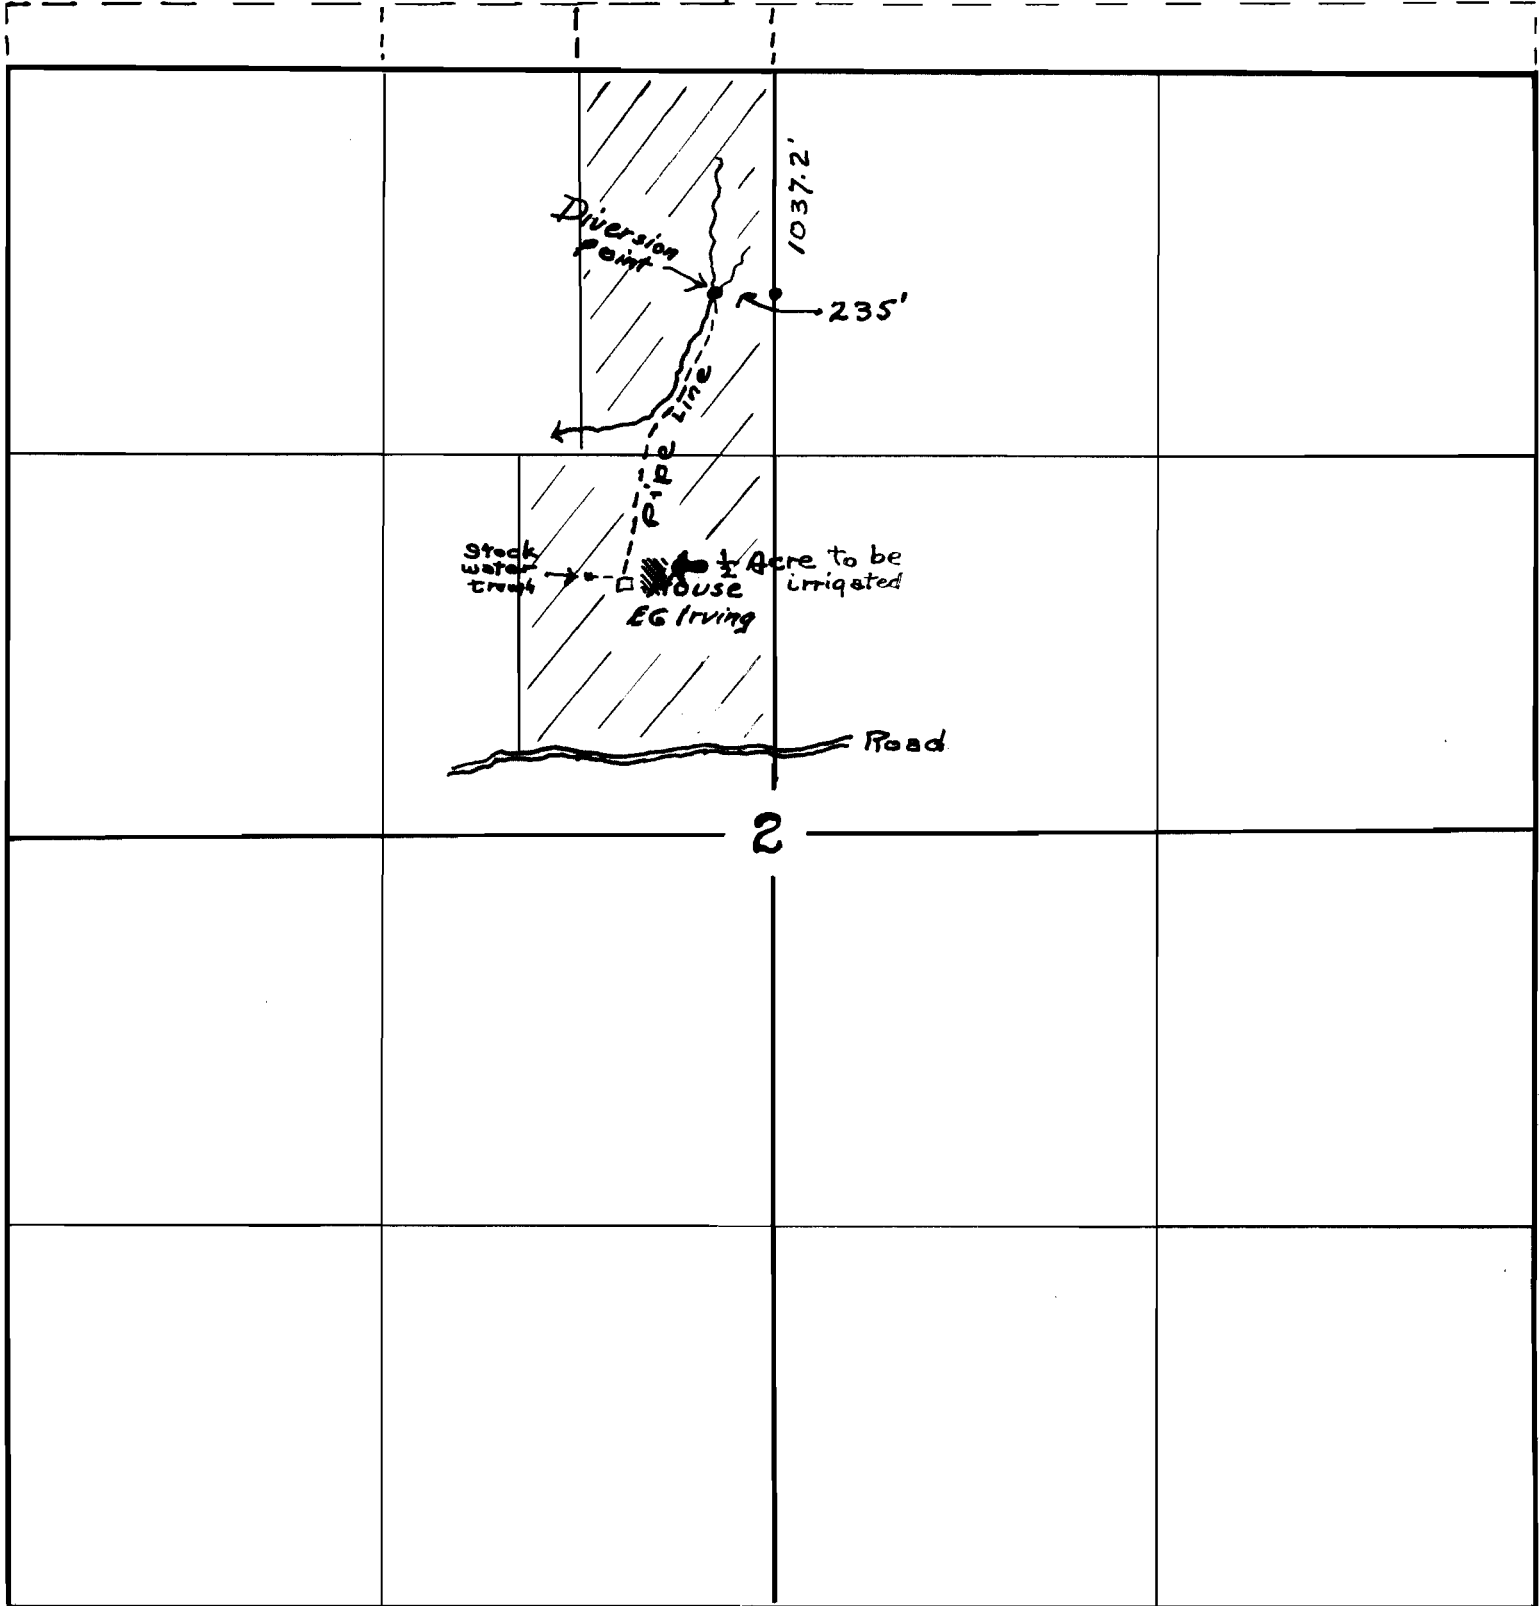 1037.2'
Diversion
Point
235'
Pipe Line
Stock
water
trough
½ Acre to be
irrigated
House
EG Irving
Road
2